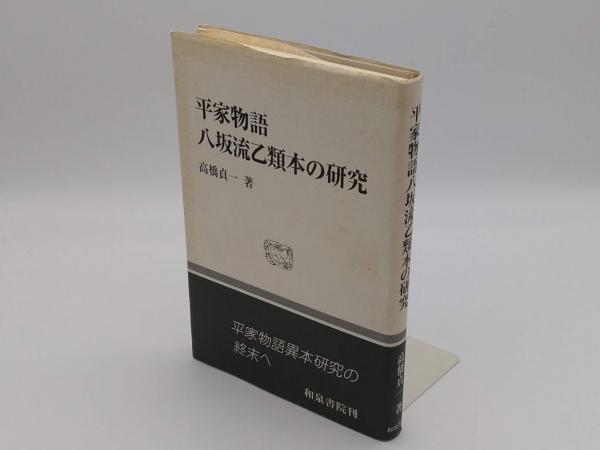 平家物語
八坂流乙類本の研究
高橋貞一 著
平家物語異本研究の
終末へ
和泉書院刊
平家物語八坂流乙類本の研究
高橋貞一 著